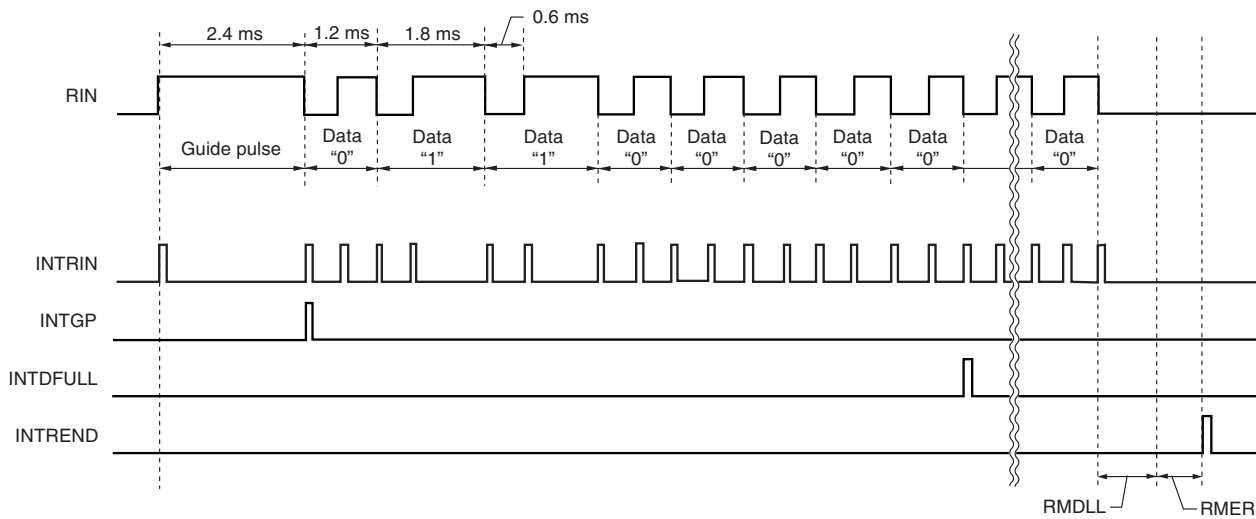 0.6 ms
2.4 ms 1.2 ms 1.8 ms
RIN
Guide pulse
Data “0”
Data “1”
Data “1”
Data “0”
Data “0”
Data “0”
Data “0”
Data “0”
Data “0”
INTRIN
INTGP
INTDFULL
INTREND
RMDLL RMER